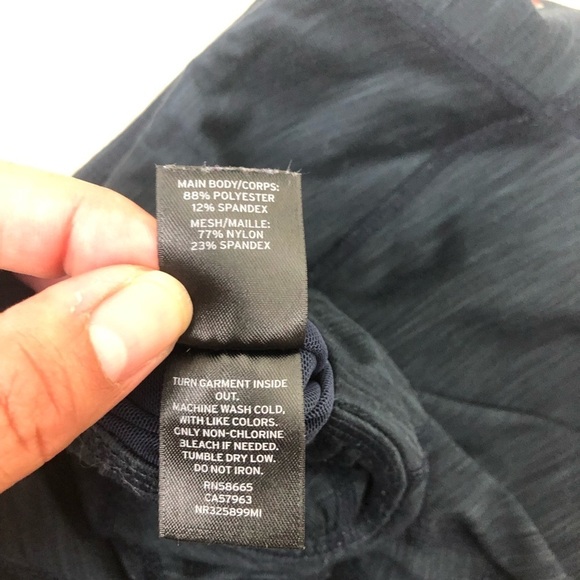 MAIN BODY/CORPS:
88% POLYESTER
12% SPANDEX
MESH/MAILLE:
77% NYLON
23% SPANDEX
TURN GARMENT INSIDE
OUT.
MACHINE WASH COLD,
WITH LIKE COLORS.
ONLY NON-CHLORINE
BLEACH IF NEEDED.
TUMBLE DRY LOW.
DO NOT IRON.
RN58665
CA57963
NR325899MI